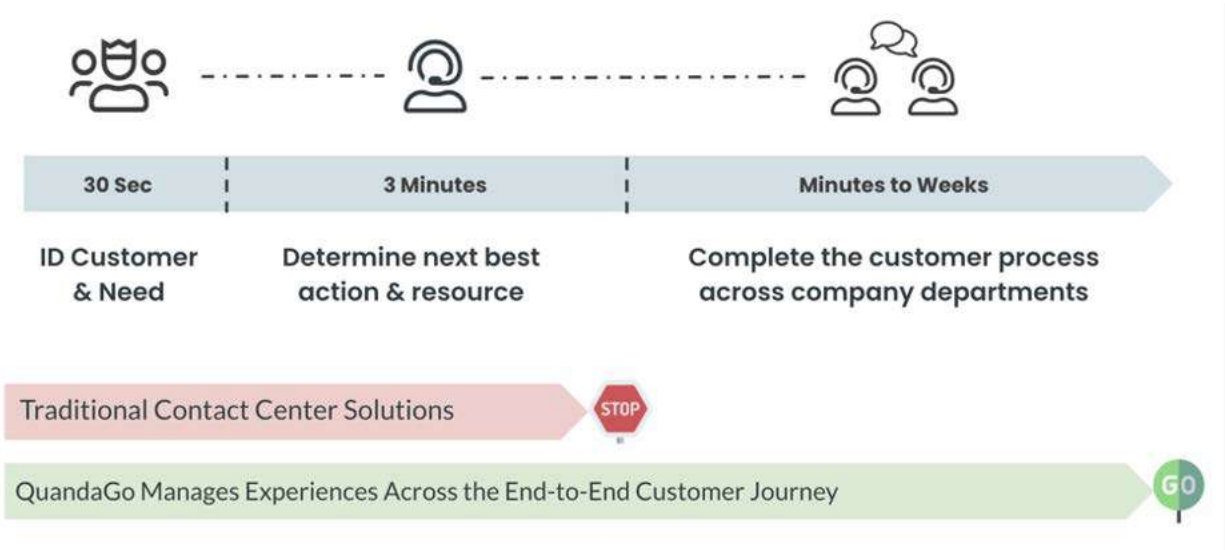 30 Sec
3 Minutes
Minutes to Weeks
ID Customer
& Need
Determine next best
action & resource
Complete the customer process
across company departments
Traditional Contact Center Solutions
STOP
QuandaGo Manages Experiences Across the End-to-End Customer Journey
GO